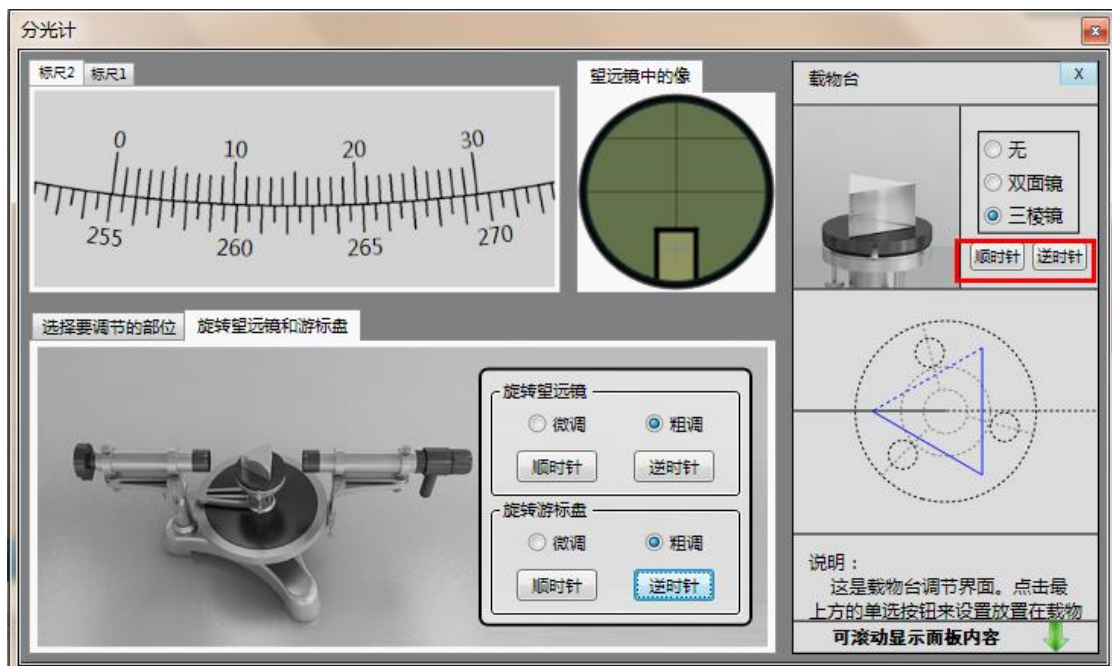 分光计
x
标尺2 标尺1
0 10 20 30
255 260 265 270
望远镜中的像
载物台
X
无
双面镜
三棱镜
顺时针 逆时针
选择要调节的部位 旋转望远镜和游标盘
旋转望远镜
微调 粗调
顺时针 逆时针
旋转游标盘
微调 粗调
顺时针 逆时针
说明：
这是载物台调节界面。点击最
上方的单选按钮来设置放置在载物
可滚动显示面板内容